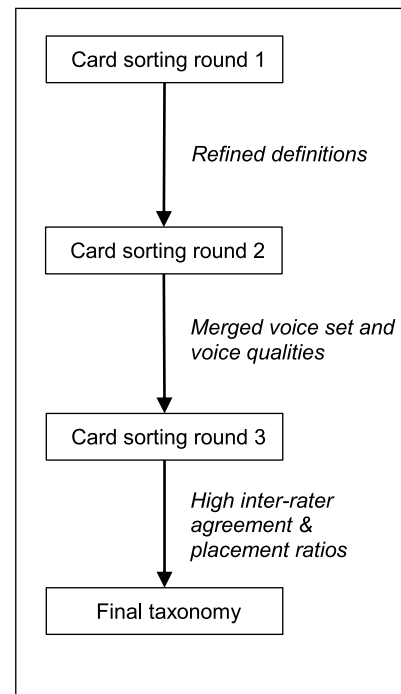 Card sorting round 1
Refined definitions
Card sorting round 2
Merged voice set and
voice qualities
Card sorting round 3
High inter-rater
agreement &
placement ratios
Final taxonomy